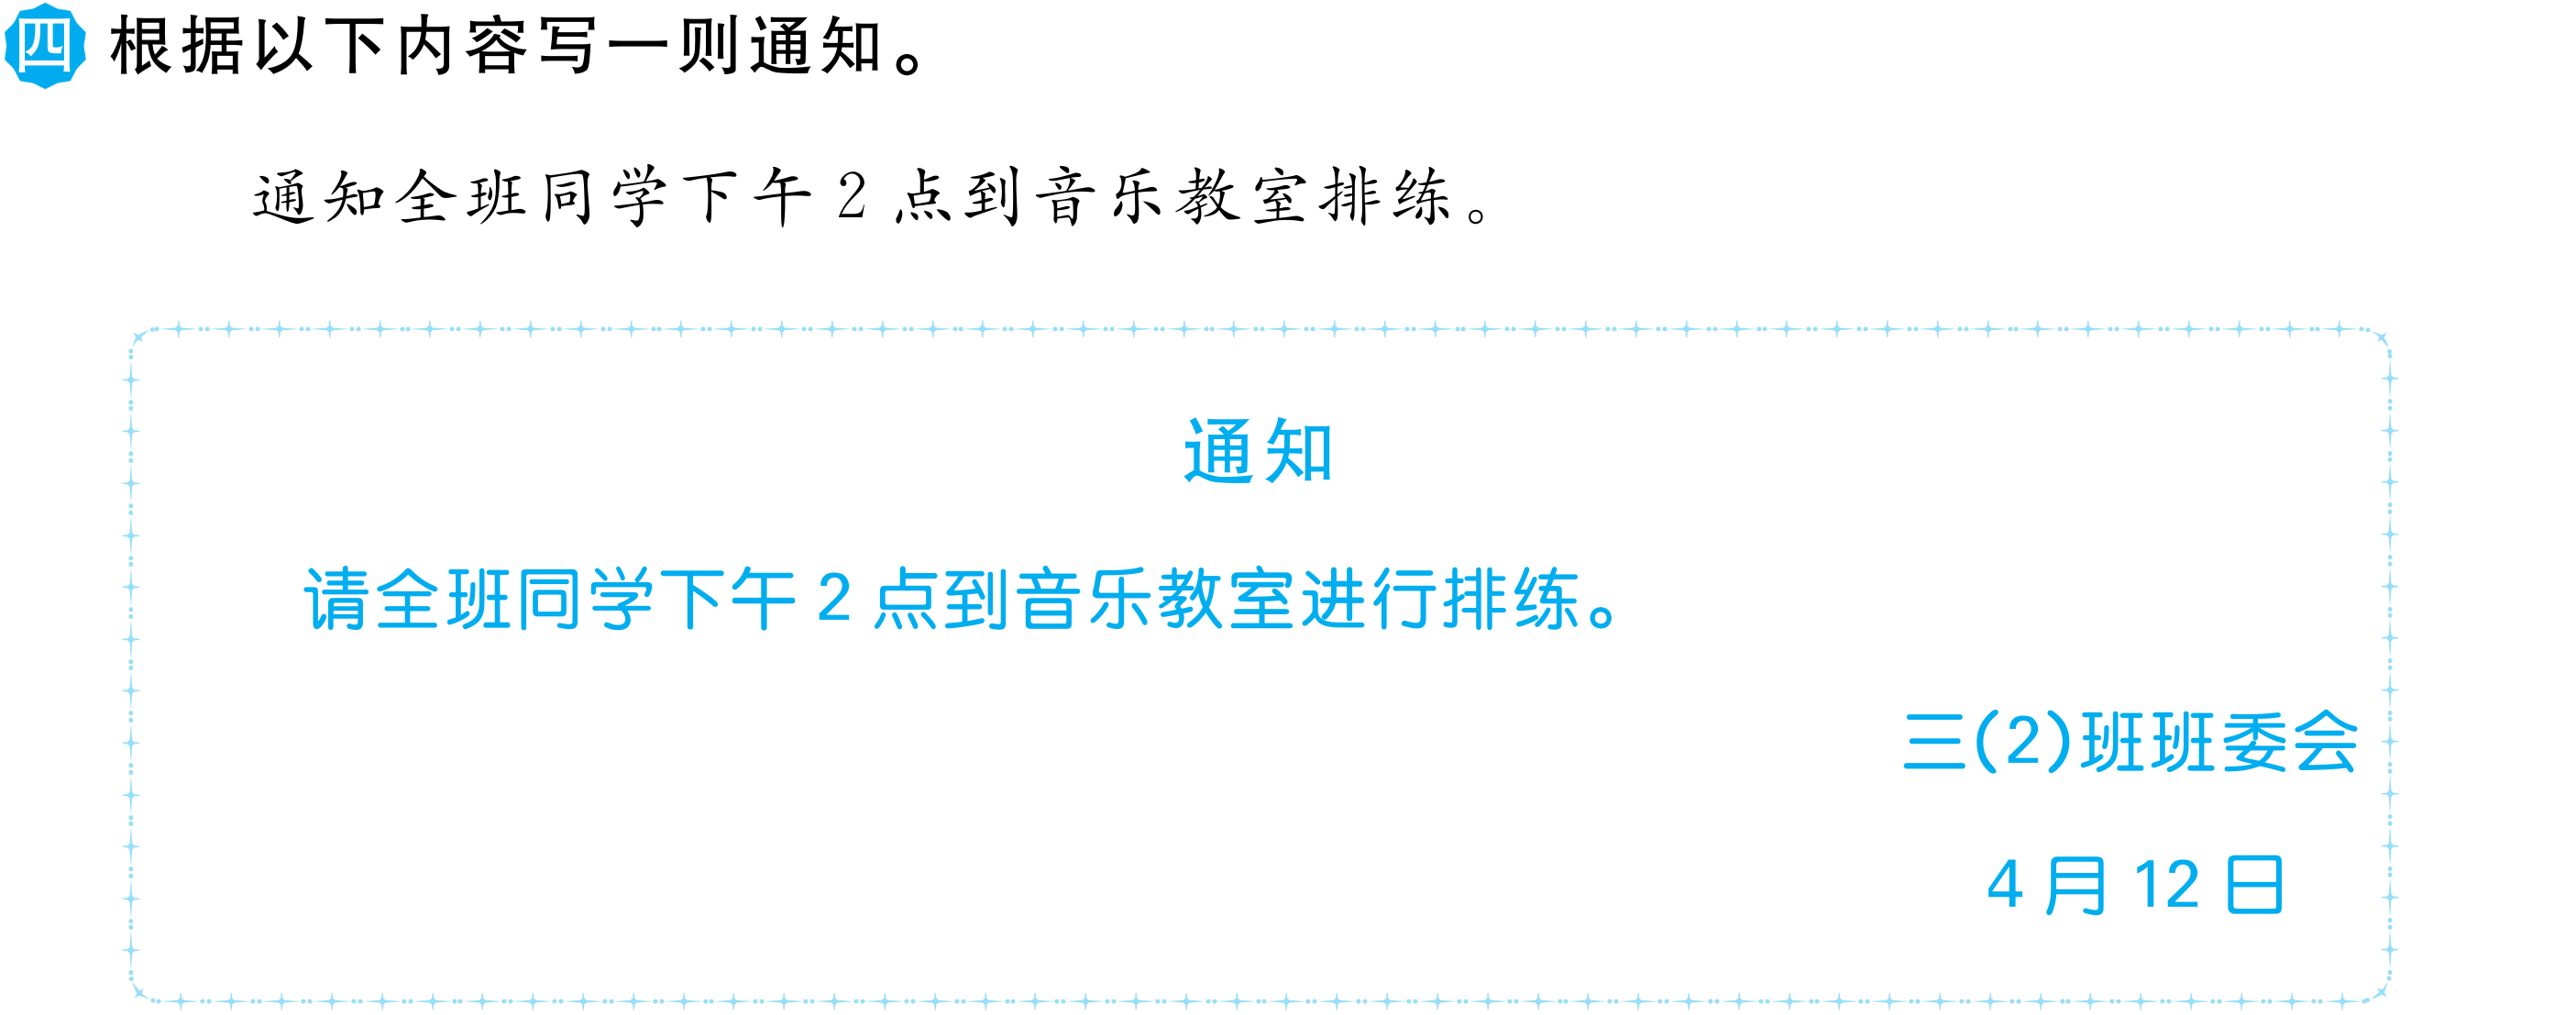 四 根据以下内容写一则通知。
通知全班同学下午 2 点到音乐教室排练。
通知
请全班同学下午 2 点到音乐教室进行排练。
三(2)班班委会
4 月 12 日